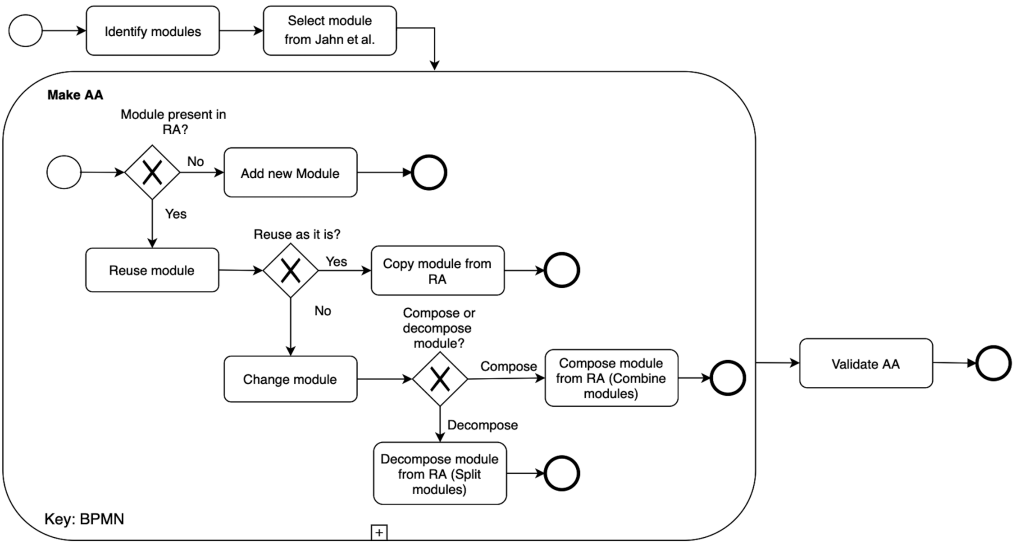 Identify modules
Select module
from Jahn et al.
Make AA
Module present in
RA?
No
Add new Module
Yes
Reuse module
Reuse as it is?
Yes
Copy module from
RA
No
Change module
Compose or
decompose
module?
Compose
Compose module
from RA (Combine
modules)
Decompose
Decompose module
from RA (Split
modules)
Validate AA
Key: BPMN